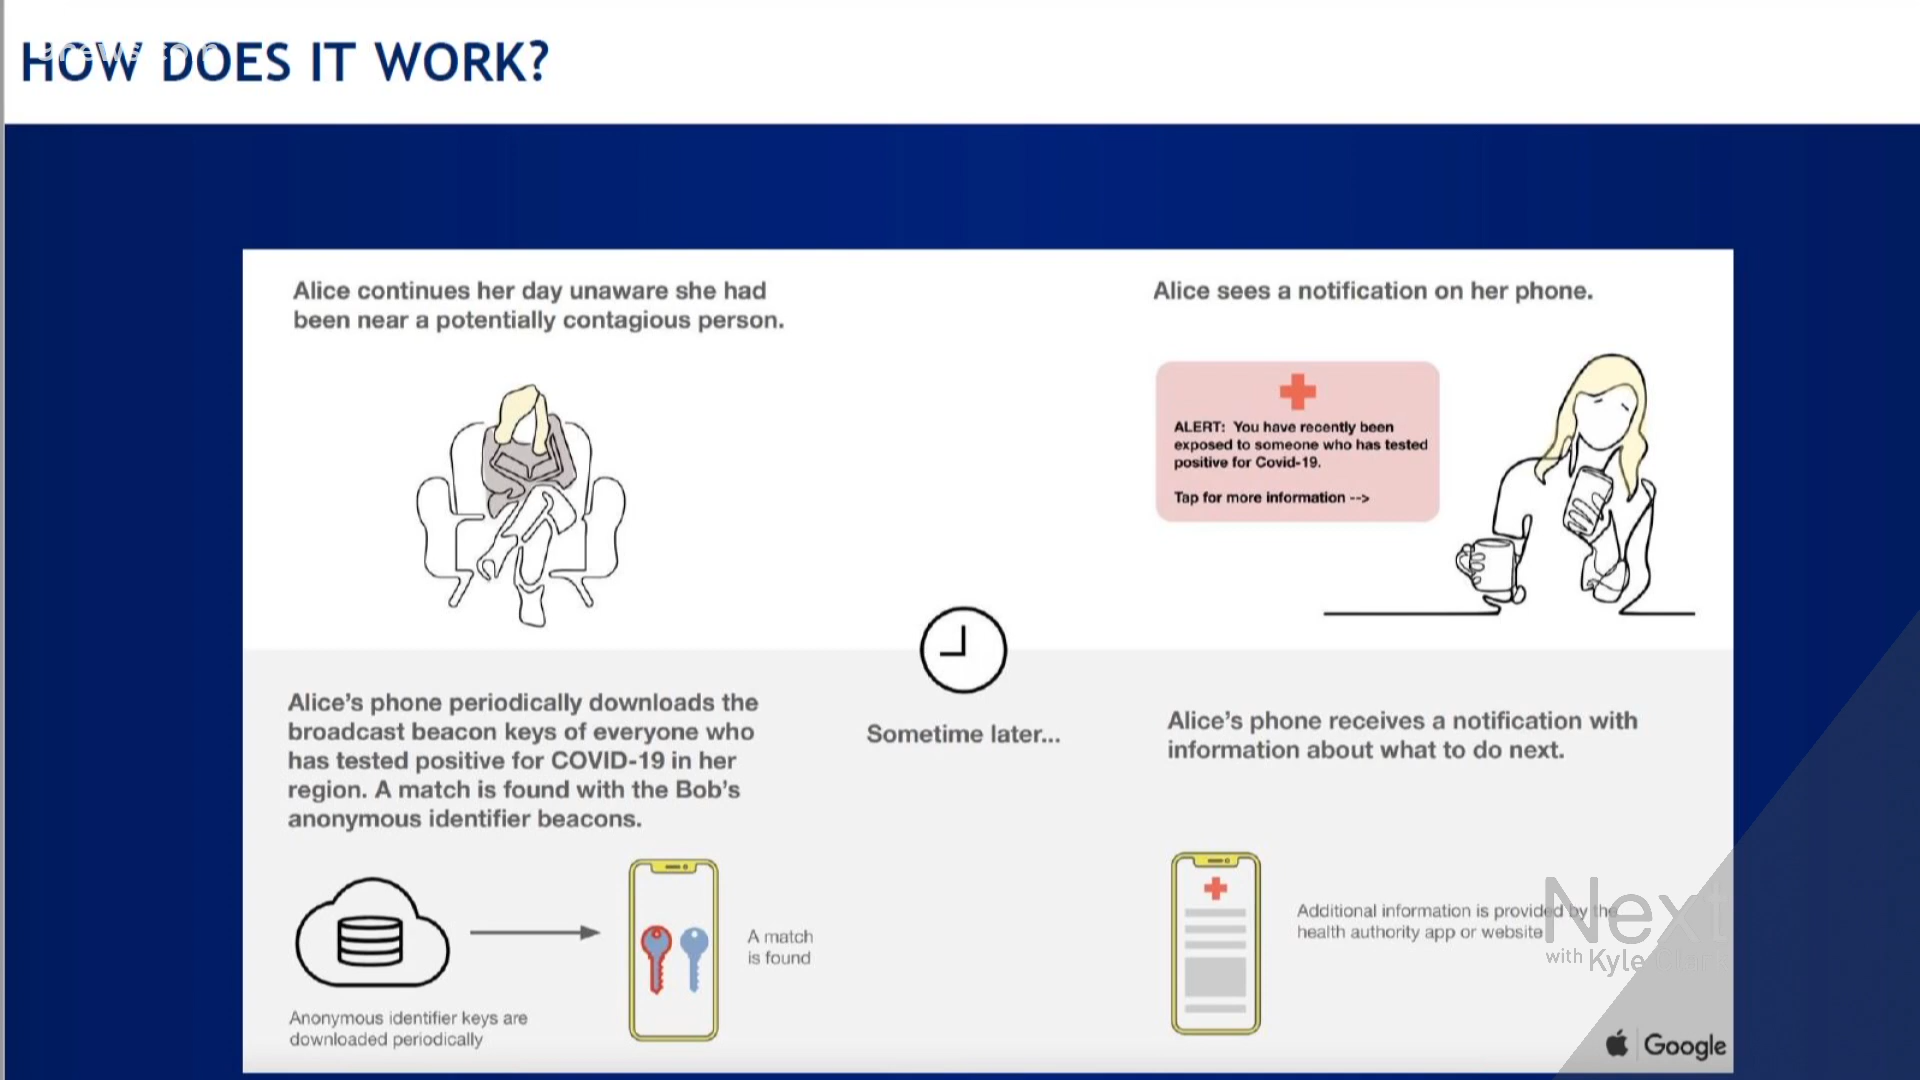 HOW DOES IT WORK?
Alice continues her day unaware she had
been near a potentially contagious person.
Alice sees a notification on her phone.
ALERT: You have recently been
exposed to someone who has tested
positive for Covid-19.
Tap for more information -->
Alice's phone periodically downloads the
broadcast beacon keys of everyone who
has tested positive for COVID-19 in her
region. A match is found with the Bob's
anonymous identifier beacons.
Sometime later...
Alice's phone receives a notification with
information about what to do next.
A match
is found
Anonymous identifier keys are
downloaded periodically
Additional information is provided by the
health authority app or website
Next
with Kyle
Google